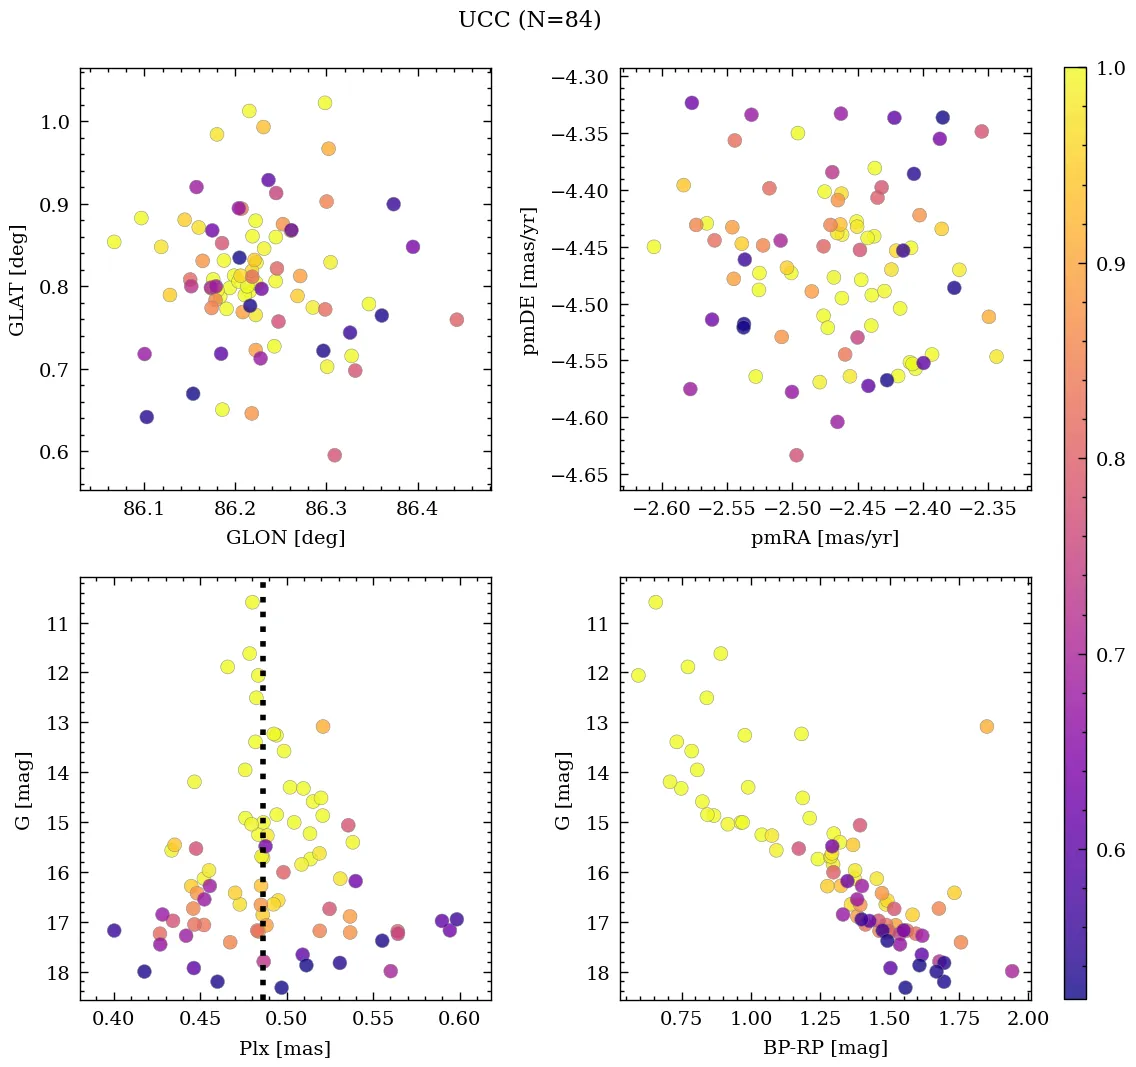 UCC (N=84)
1.0
0.9
0.8
0.7
0.6
GLAT [deg]
86.1 86.2 86.3 86.4
GLON [deg]
−4.30
−4.35
−4.40
−4.45
−4.50
−4.55
−4.60
−4.65
pmDE [mas/yr]
−2.60 −2.55 −2.50 −2.45 −2.40 −2.35
pmRA [mas/yr]
11
12
13
14
15
16
17
18
G [mag]
0.40 0.45 0.50 0.55 0.60
Plx [mas]
11
12
13
14
15
16
17
18
G [mag]
0.75 1.00 1.25 1.50 1.75 2.00
BP-RP [mag]
1.0
0.9
0.8
0.7
0.6